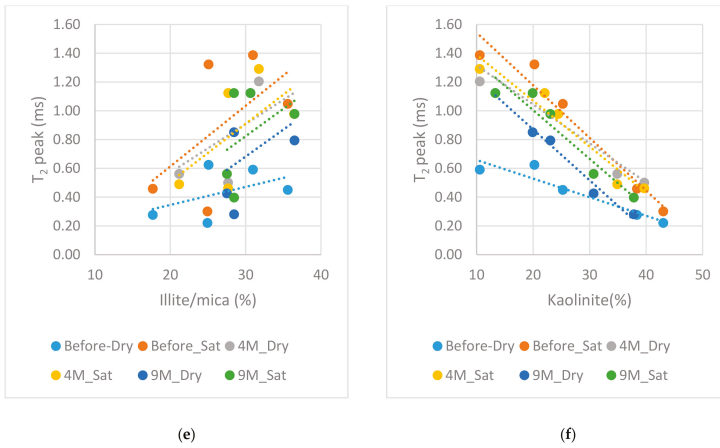 1.60
1.40
1.20
1.00
0.80
0.60
0.40
0.20
0.00
T2 peak (ms)
10 20 30 40
Illite/mica (%)
Before-Dry Before_Sat 4M_Dry
4M_Sat 9M_Dry 9M_Sat
(e)
1.60
1.40
1.20
1.00
0.80
0.60
0.40
0.20
0.00
T2 peak (ms)
10 20 30 40 50
Kaolinite(%)
Before-Dry Before_Sat 4M_Dry
4M_Sat 9M_Dry 9M_Sat
(f)